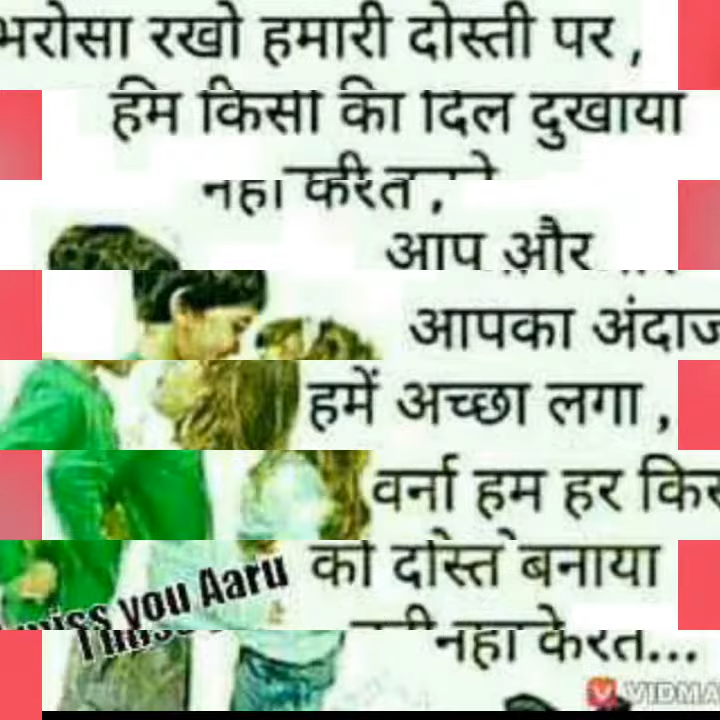 भरोसा रखो हमारी दोस्ती पर,
हम किसी का दिल दुखाया
नहीं करते,
आप और
आपका अंदाज
हमें अच्छा लगा,
वर्ना हम हर
को दोस्त बनाया
नहीं करते...
I miss you Aaru